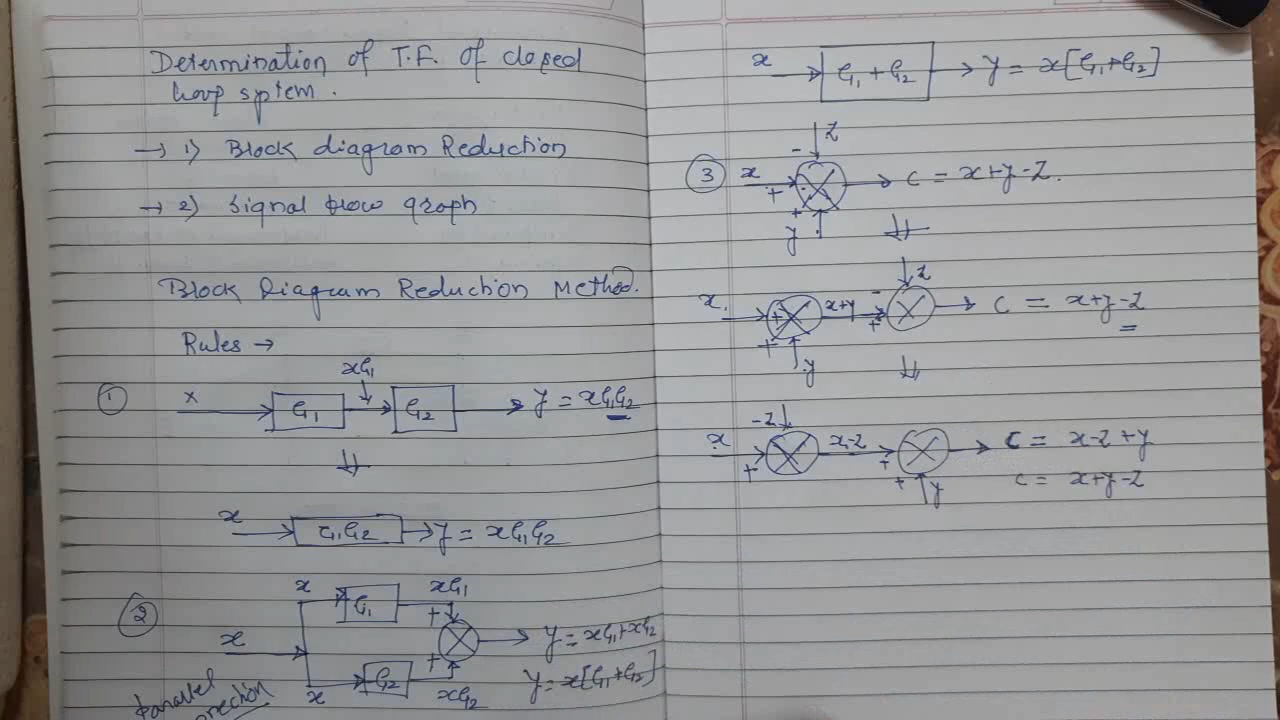 Determination of T.F. of closed
loop system.
→ 1) Block diagram Reduction
→ 2) Signal flow graph
Block Diagram Reduction Method.
Rules →
① x G₁ xG₁ G₂ y = xG₁G₂
x G₁G₂ y = xG₁G₂
② x x G₁ xG₁ + y = xG₁+xG₂
x G₂ xG₂ + y = x[G₁+G₂]
parallel
x G₁ + G₂ y = x[G₁+G₂]
③ x + - z + y c = x+y-z.
x + + y x+y + - z c = x+y-z
x + -z x-z + + y c = x-z+y
c = x+y-z